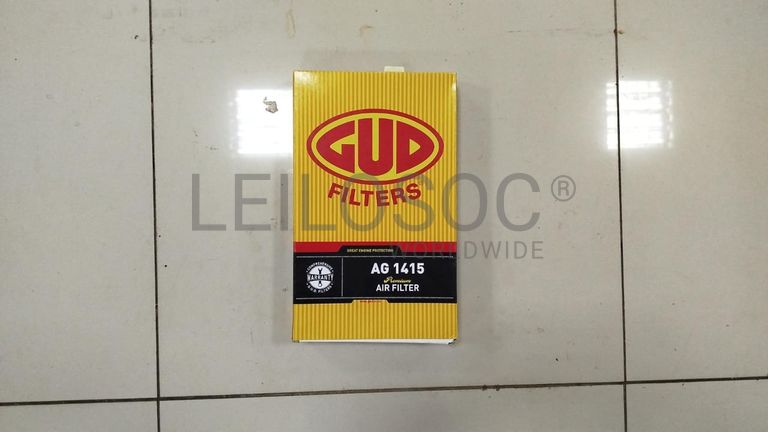 GUD
FILTERS
LEILOSOC®
WORLDWIDE
GREAT ENGINE PROTECTION
AG 1415
Premium
AIR FILTER
WARRANTY